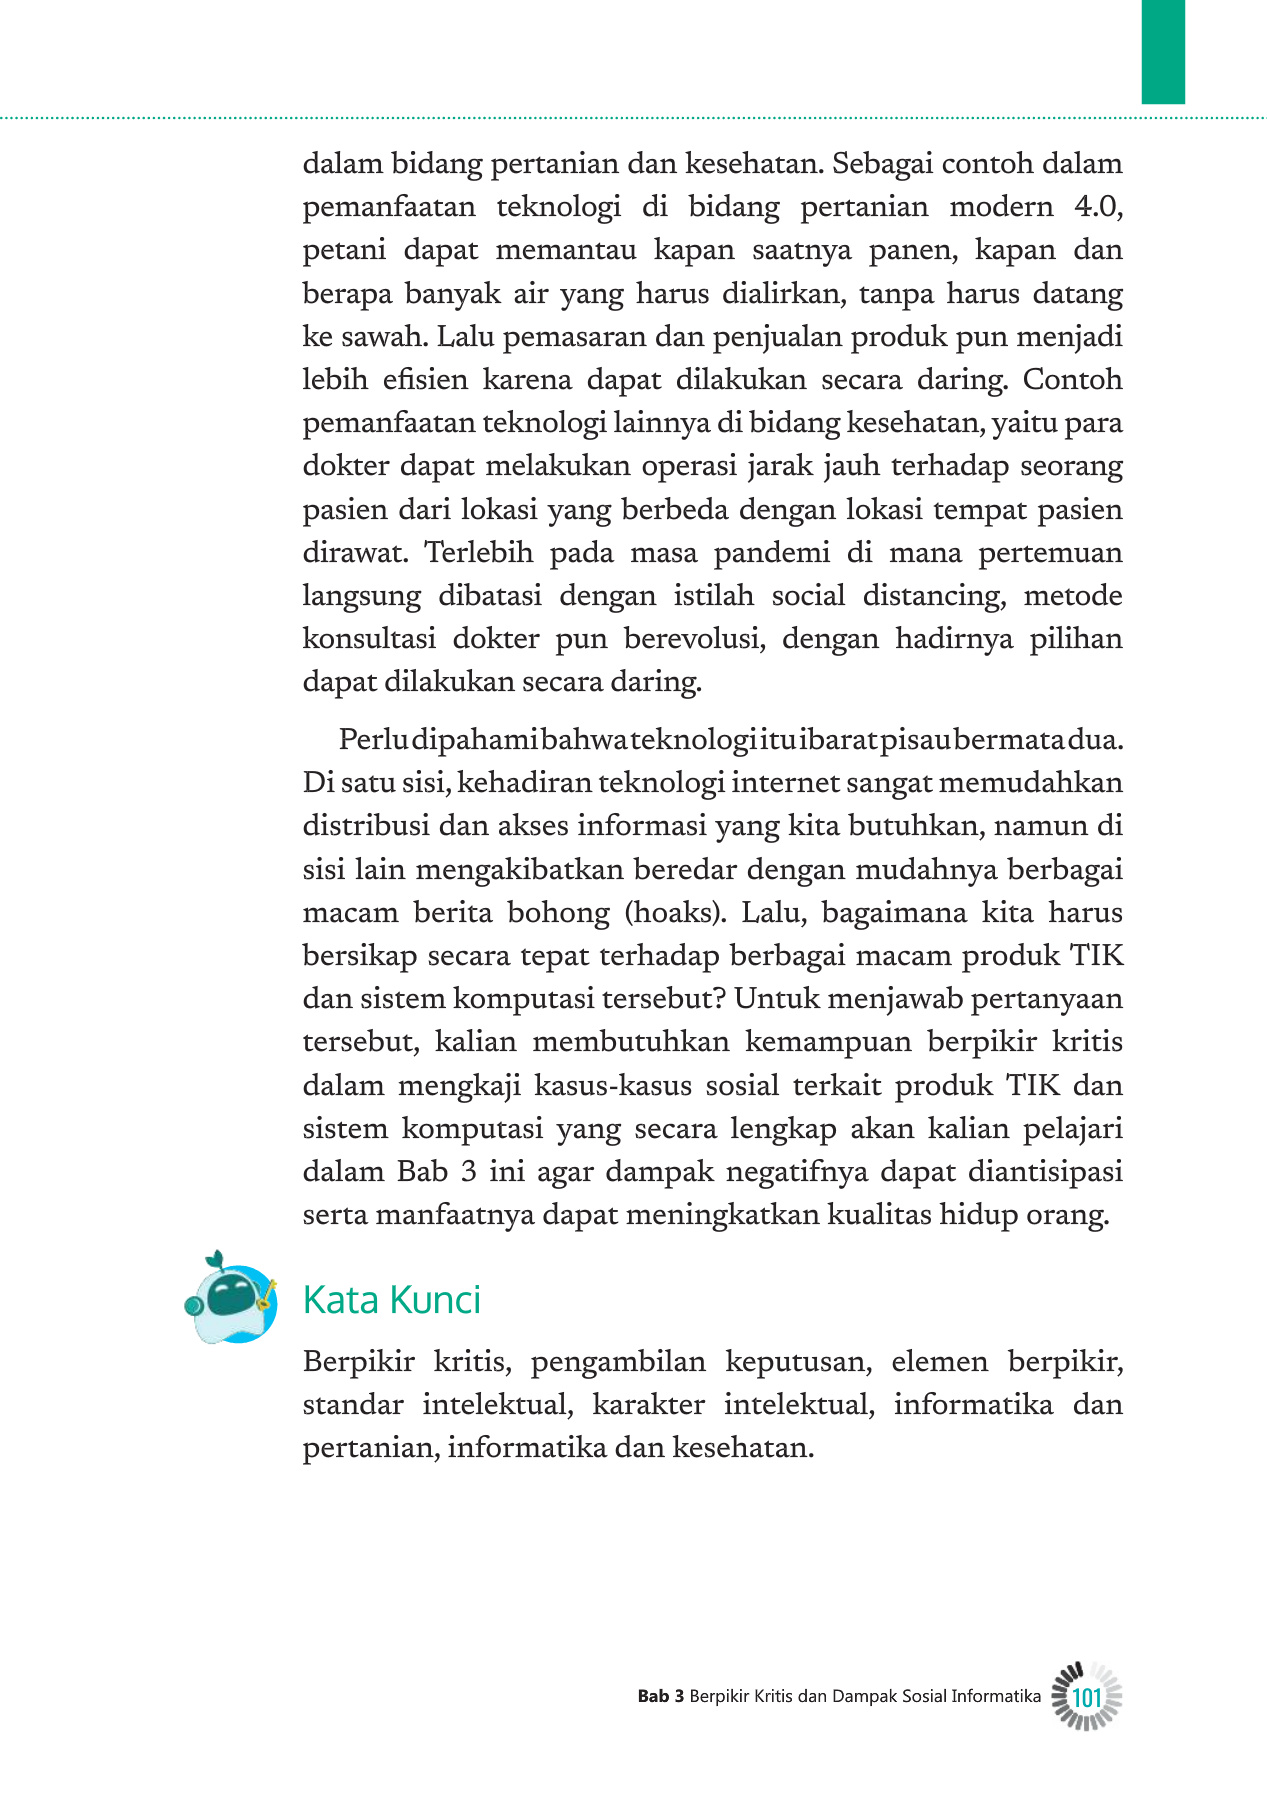 dalam bidang pertanian dan kesehatan. Sebagai contoh dalam
pemanfaatan teknologi di bidang pertanian modern 4.0,
petani dapat memantau kapan saatnya panen, kapan dan
berapa banyak air yang harus dialirkan, tanpa harus datang
ke sawah. Lalu pemasaran dan penjualan produk pun menjadi
lebih efisien karena dapat dilakukan secara daring. Contoh
pemanfaatan teknologi lainnya di bidang kesehatan, yaitu para
dokter dapat melakukan operasi jarak jauh terhadap seorang
pasien dari lokasi yang berbeda dengan lokasi tempat pasien
dirawat. Terlebih pada masa pandemi di mana pertemuan
langsung dibatasi dengan istilah social distancing, metode
konsultasi dokter pun berevolusi, dengan hadirnya pilihan
dapat dilakukan secara daring.
Perlu dipahami bahwa teknologi itu ibarat pisau bermata dua.
Di satu sisi, kehadiran teknologi internet sangat memudahkan
distribusi dan akses informasi yang kita butuhkan, namun di
sisi lain mengakibatkan beredar dengan mudahnya berbagai
macam berita bohong (hoaks). Lalu, bagaimana kita harus
bersikap secara tepat terhadap berbagai macam produk TIK
dan sistem komputasi tersebut? Untuk menjawab pertanyaan
tersebut, kalian membutuhkan kemampuan berpikir kritis
dalam mengkaji kasus-kasus sosial terkait produk TIK dan
sistem komputasi yang secara lengkap akan kalian pelajari
dalam Bab 3 ini agar dampak negatifnya dapat diantisipasi
serta manfaatnya dapat meningkatkan kualitas hidup orang.
Kata Kunci
Berpikir kritis, pengambilan keputusan, elemen berpikir,
standar intelektual, karakter intelektual, informatika dan
pertanian, informatika dan kesehatan.
Bab 3 Berpikir Kritis dan Dampak Sosial Informatika 101